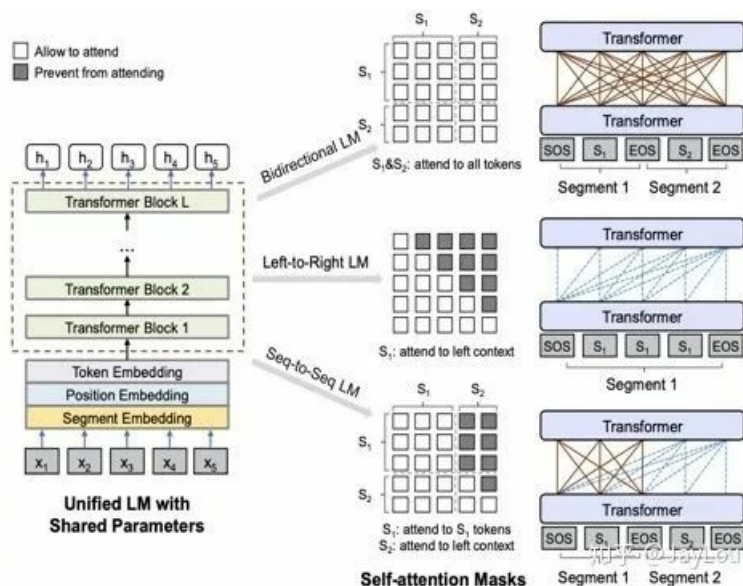 Allow to attend
Prevent from attending
h1 h2 h3 h4 h5
Transformer Block L
...
Transformer Block 2
Transformer Block 1
Token Embedding
Position Embedding
Segment Embedding
x1 x2 x3 x4 x5
Unified LM with
Shared Parameters
Bidirectional LM
Left-to-Right LM
Seq-to-Seq LM
S1 S2
S1
S2
S1&S2: attend to all tokens
S1: attend to left context
S1 S2
S1
S2
S1: attend to S1 tokens
S2: attend to left context
Self-attention Masks
Transformer
Transformer
SOS S1 EOS S2 EOS
Segment 1 Segment 2
Transformer
Transformer
SOS S1 S1 S1 EOS
Segment 1
Transformer
Transformer
SOS S1 EOS S2 EOS
知乎 @JayLou
Segment 1 Segment 2